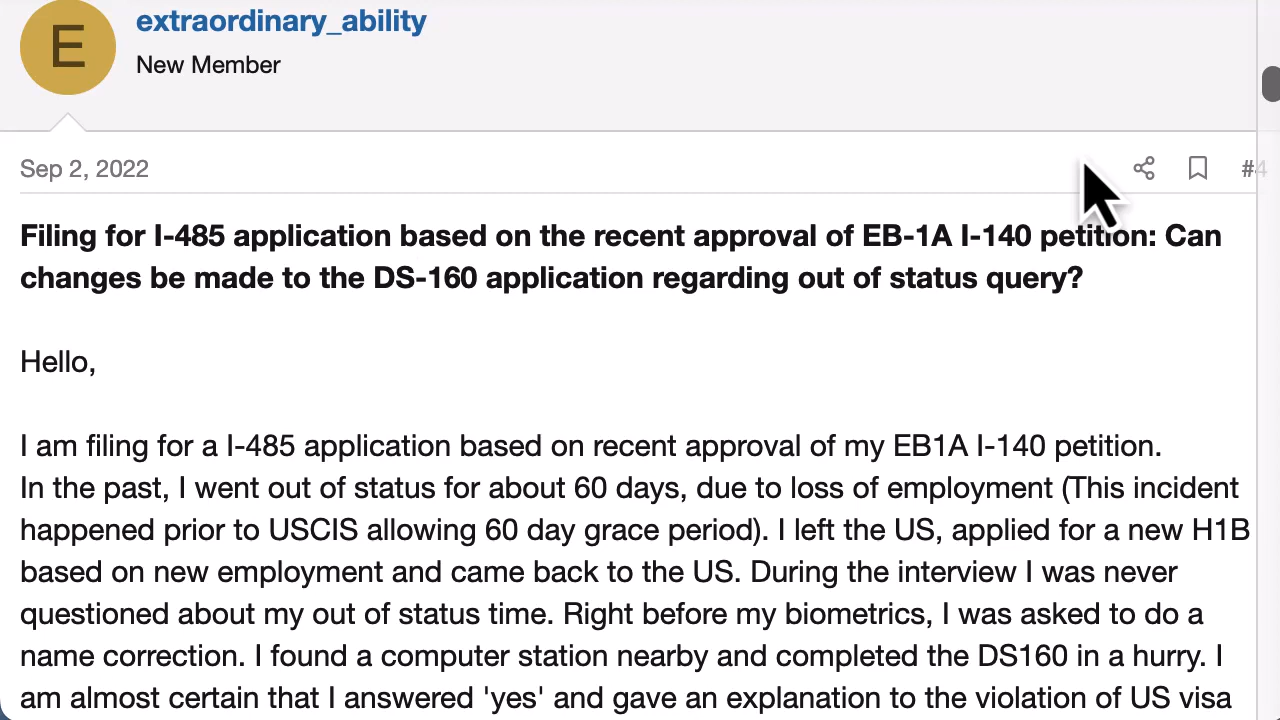 E
extraordinary_ability
New Member
Sep 2, 2022
#4
Filing for I-485 application based on the recent approval of EB-1A I-140 petition: Can
changes be made to the DS-160 application regarding out of status query?
Hello,
I am filing for a I-485 application based on recent approval of my EB1A I-140 petition.
In the past, I went out of status for about 60 days, due to loss of employment (This incident
happened prior to USCIS allowing 60 day grace period). I left the US, applied for a new H1B
based on new employment and came back to the US. During the interview I was never
questioned about my out of status time. Right before my biometrics, I was asked to do a
name correction. I found a computer station nearby and completed the DS160 in a hurry. I
am almost certain that I answered 'yes' and gave an explanation to the violation of US visa